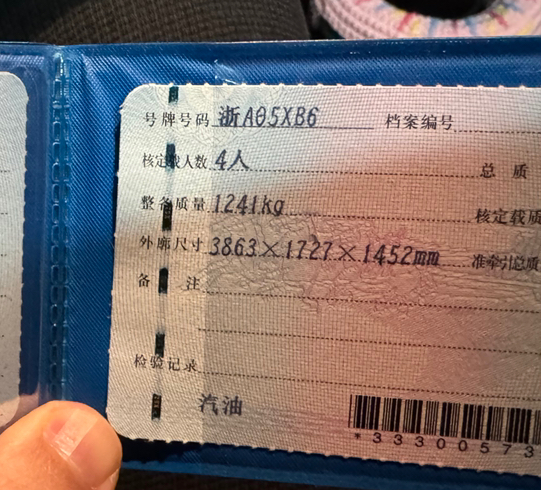 号牌号码 浙A05XB6 档案编号
核定载人数 4人 总 质
整备质量 1241kg 核定载质
外廓尺寸 3863×1727×1452mm 准牵引总质
备 注
检验记录
汽油
*33300573